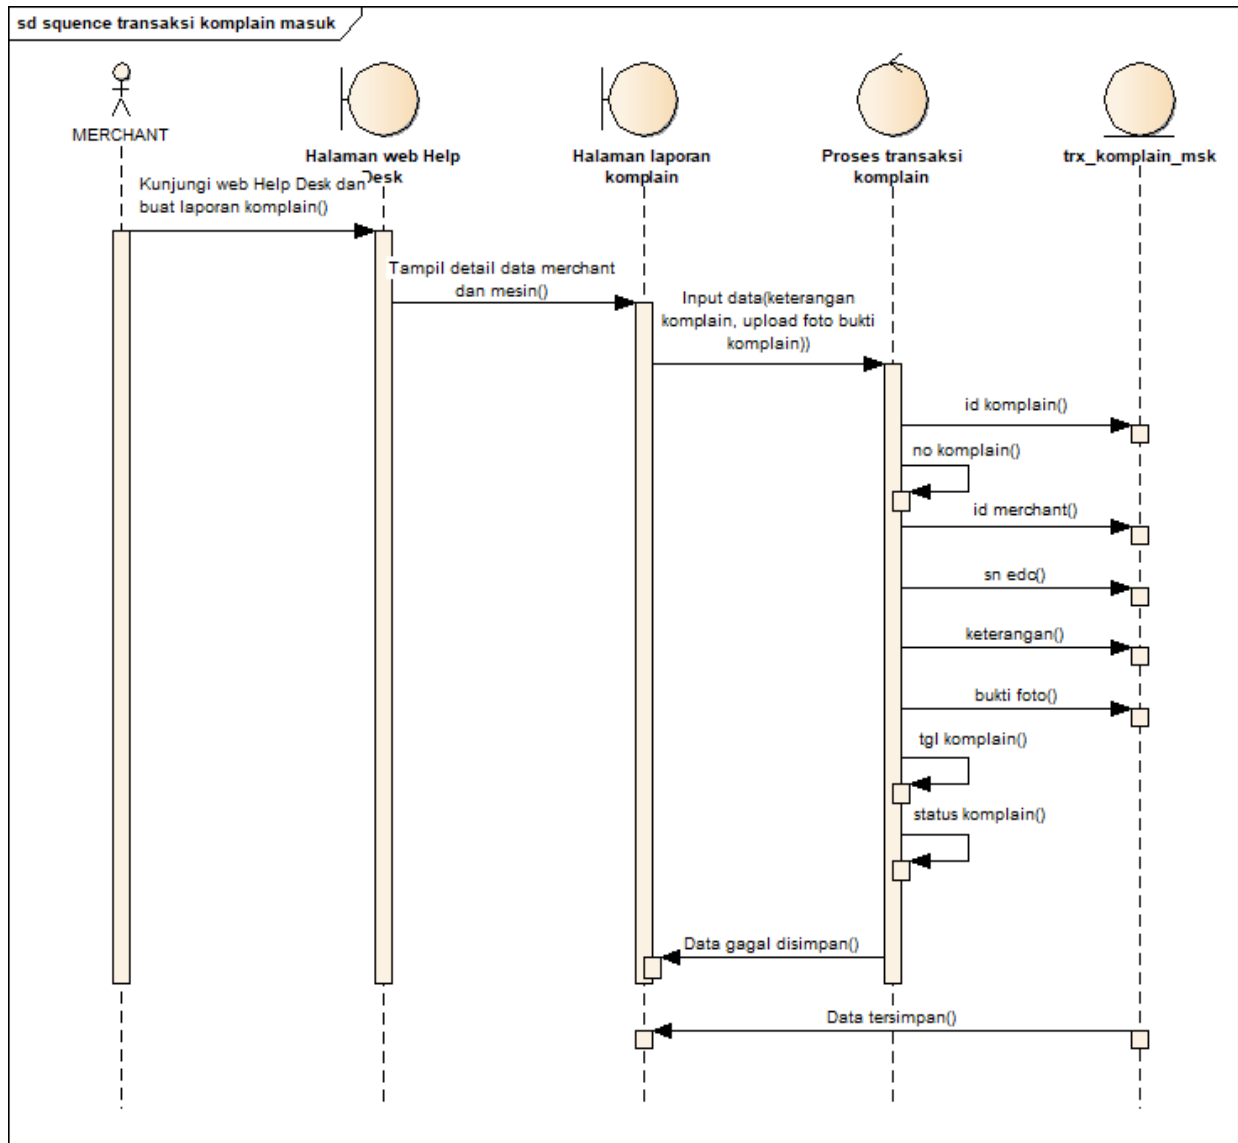 sd squence transaksi komplain masuk
MERCHANT
Halaman web Help
Desk
Halaman laporan
komplain
Proses transaksi
komplain
trx_komplain_msk
Kunjungi web Help Desk dan
buat laporan komplain()
Tampil detail data merchant
dan mesin()
Input data(keterangan
komplain, upload foto bukti
komplain))
id komplain()
no komplain()
id merchant()
sn edc()
keterangan()
bukti foto()
tgl komplain()
status komplain()
Data gagal disimpan()
Data tersimpan()